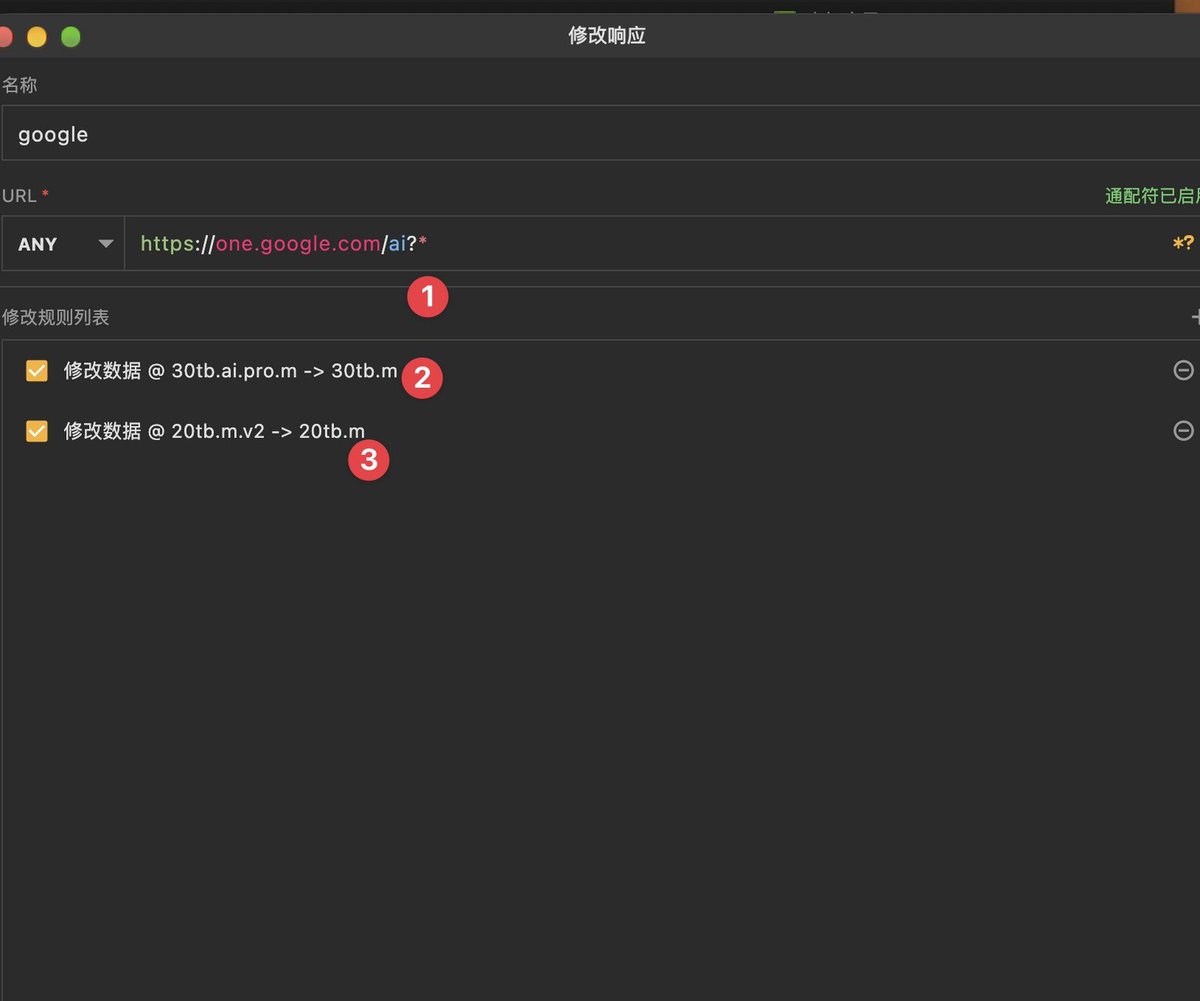 修改响应
名称
google
URL *
通配符已启用
ANY
https://one.google.com/ai?*
*?
1
修改规则列表
+
修改数据 @ 30tb.ai.pro.m -> 30tb.m
2
修改数据 @ 20tb.m.v2 -> 20tb.m
3